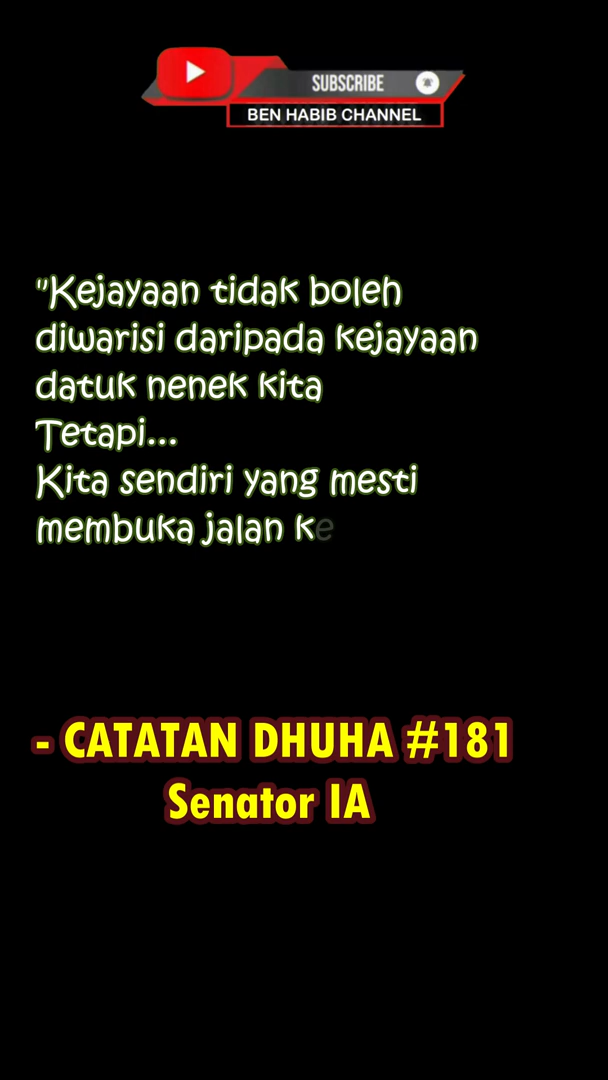 SUBSCRIBE
BEN HABIB CHANNEL
"Kejayaan tidak boleh
diwarisi daripada kejayaan
datuk nenek kita
Tetapi...
Kita sendiri yang mesti
membuka jalan ke
- CATATAN DHUHA #181
Senator IA